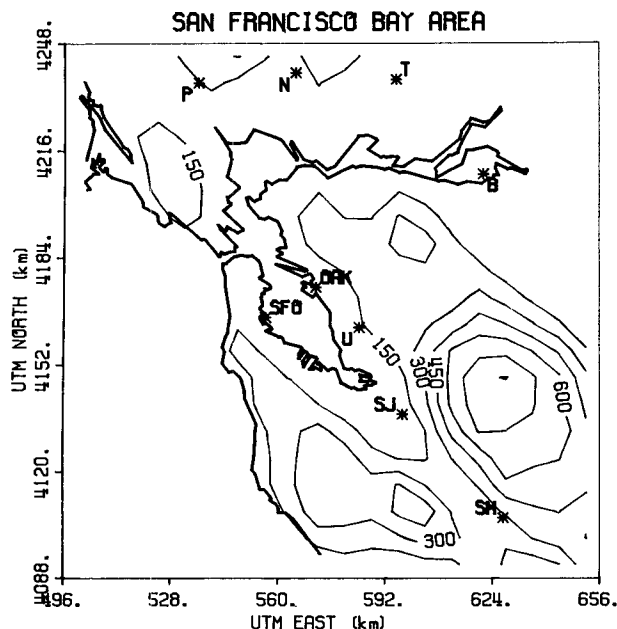 SAN FRANCISCO BAY AREA
4248.
4216.
4184.
4152.
4120.
4088.
UTM NORTH (km)
P
N
T
150
B
OAK
SFO
U
150
300
450
600
SJ
SM
300
496.
528.
560.
592.
624.
656.
UTM EAST (km)